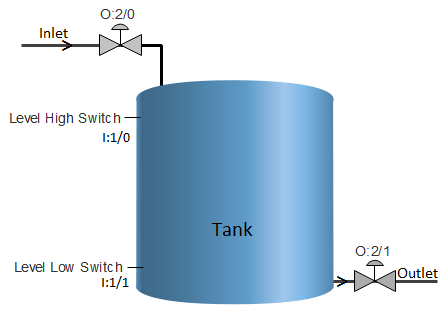 O:2/0
Inlet
Level High Switch
I:1/0
Tank
O:2/1
Level Low Switch
I:1/1
Outlet